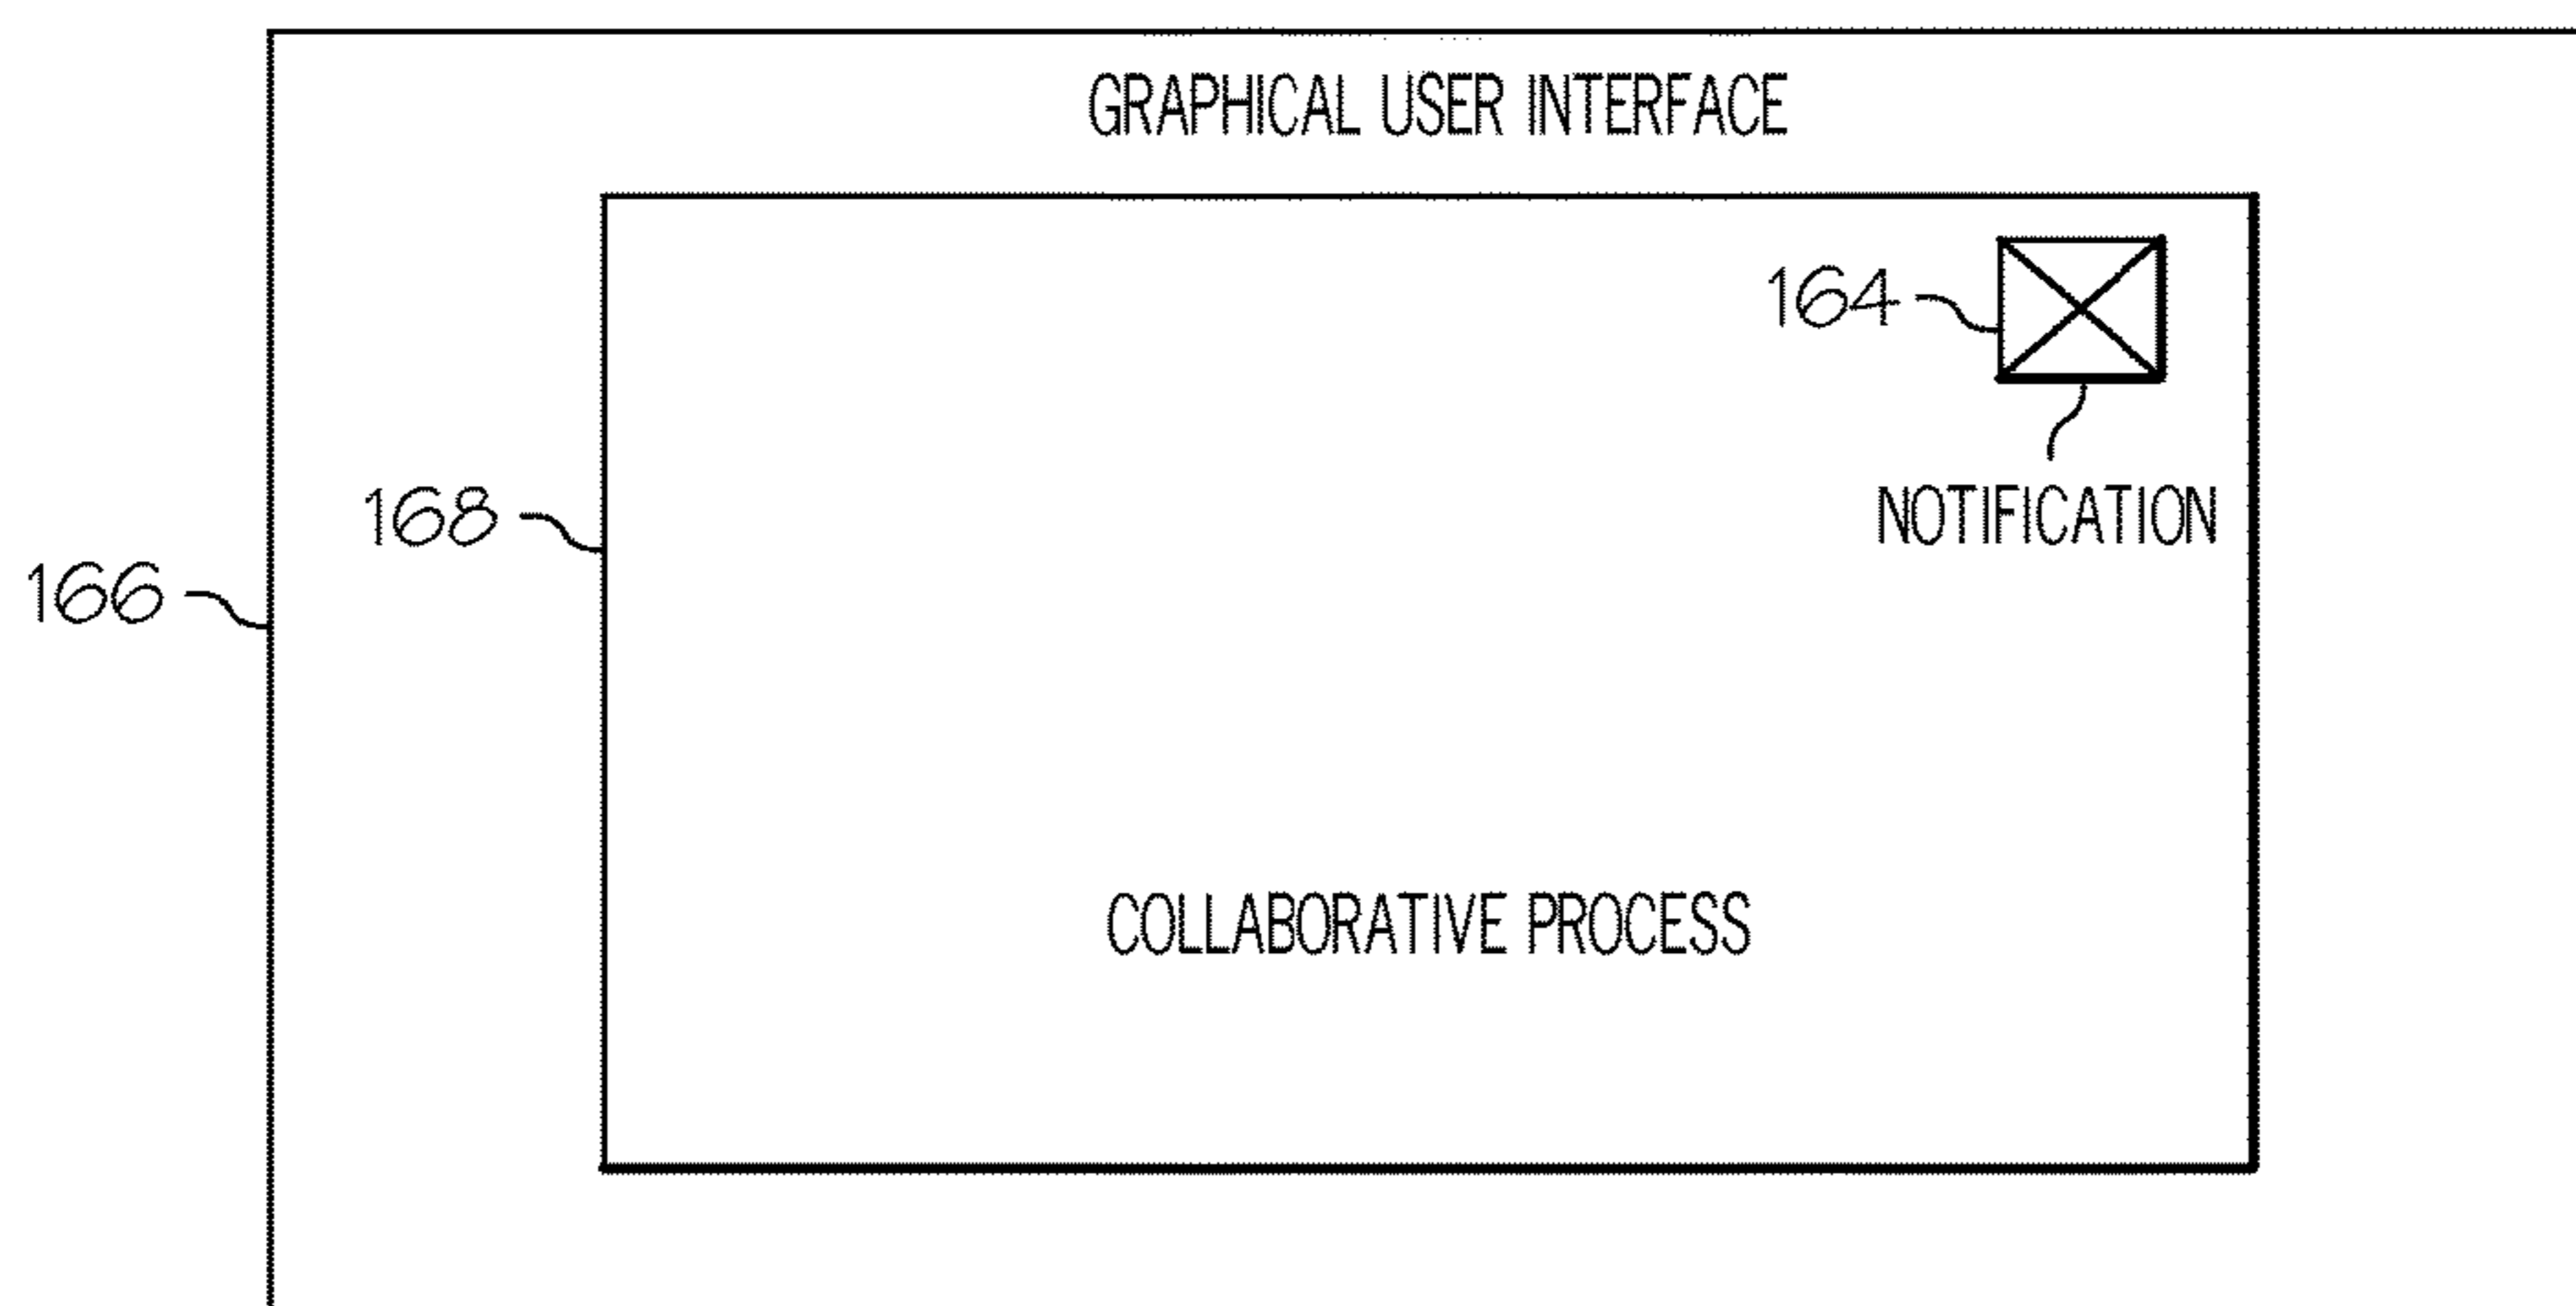 GRAPHICAL USER INTERFACE
164
168
NOTIFICATION
166
COLLABORATIVE PROCESS